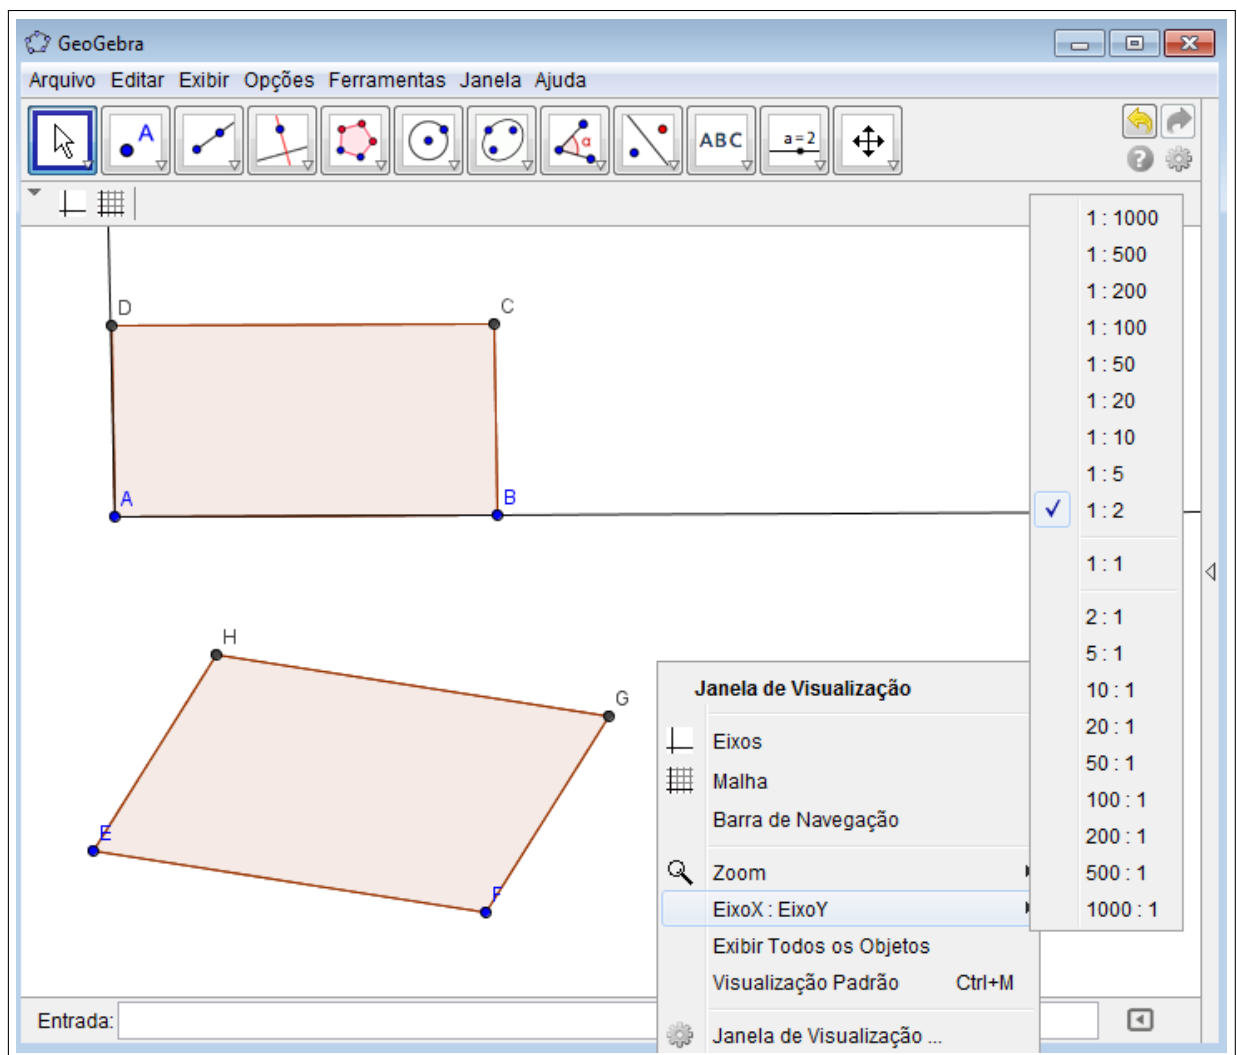 GeoGebra
Arquivo Editar Exibir Opções Ferramentas Janela Ajuda
A
α
ABC
a=2
D
C
A
B
H
G
E
F
1 : 1000
1 : 500
1 : 200
1 : 100
1 : 50
1 : 20
1 : 10
1 : 5
1 : 2
1 : 1
2 : 1
5 : 1
10 : 1
20 : 1
50 : 1
100 : 1
200 : 1
500 : 1
1000 : 1
Janela de Visualização
Eixos
Malha
Barra de Navegação
Zoom
EixoX : EixoY
Exibir Todos os Objetos
Visualização Padrão Ctrl+M
Janela de Visualização ...
Entrada: